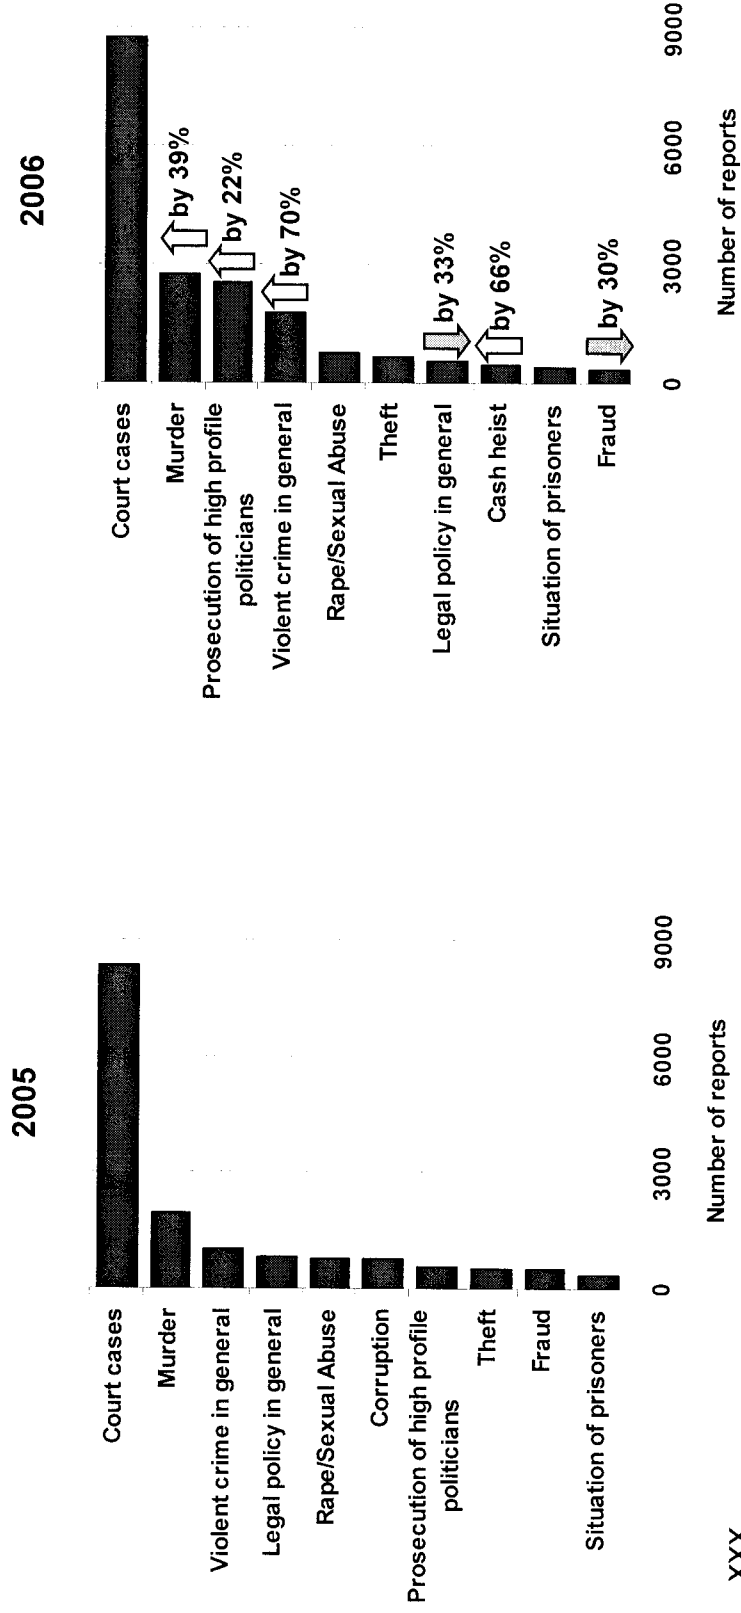 2005
Court cases
Murder
Violent crime in general
Legal policy in general
Rape/Sexual Abuse
Corruption
Prosecution of high profile
politicians
Theft
Fraud
Situation of prisoners
0 3000 6000 9000
Number of reports
2006
Court cases
Murder
by 39%
Prosecution of high profile
politicians
by 22%
Violent crime in general
by 70%
Rape/Sexual Abuse
Theft
Legal policy in general
by 33%
Cash heist
by 66%
Situation of prisoners
Fraud
by 30%
0 3000 6000 9000
Number of reports